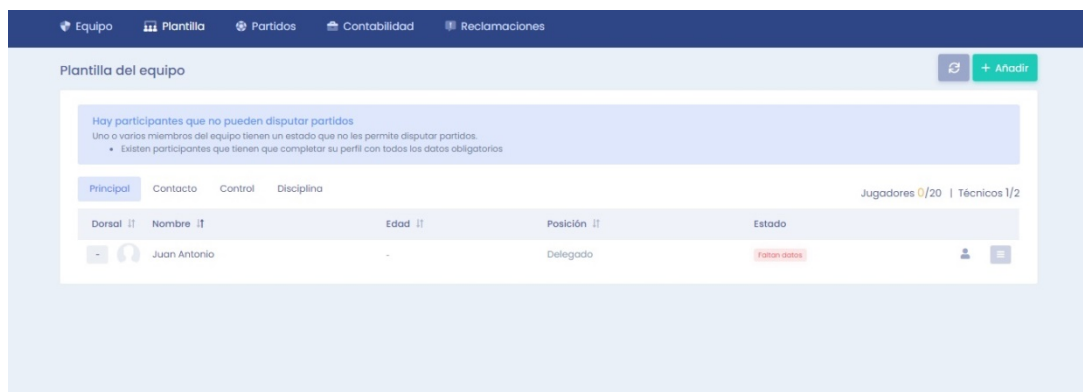 Equipo Plantilla Partidos Contabilidad Reclamaciones
Plantilla del equipo
+ Añadir
Hay participantes que no pueden disputar partidos
Uno o varios miembros del equipo tienen un estado que no les permite disputar partidos.
• Existen participantes que tienen que completar su perfil con todos los datos obligatorios
Principal Contacto Control Disciplina
Jugadores 0/20 | Técnicos 1/2
Dorsal Nombre Edad Posición Estado
- Juan Antonio - Delegado Faltan datos